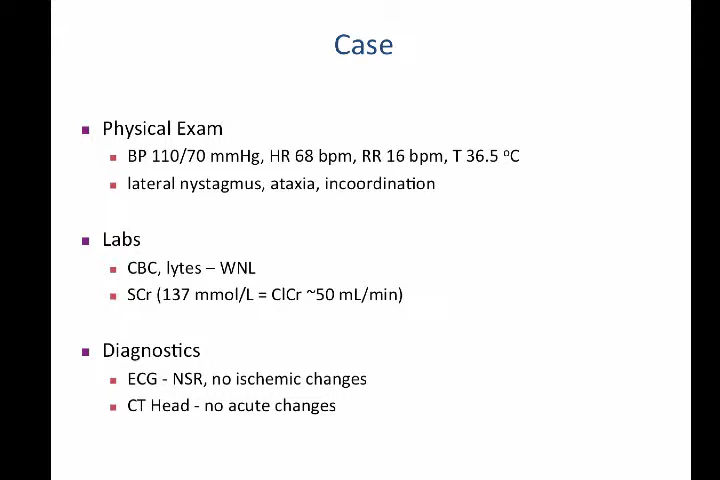 Case
Physical Exam
BP 110/70 mmHg, HR 68 bpm, RR 16 bpm, T 36.5 ºC
lateral nystagmus, ataxia, incoordination
Labs
CBC, lytes – WNL
SCr (137 mmol/L = ClCr ~50 mL/min)
Diagnostics
ECG - NSR, no ischemic changes
CT Head - no acute changes